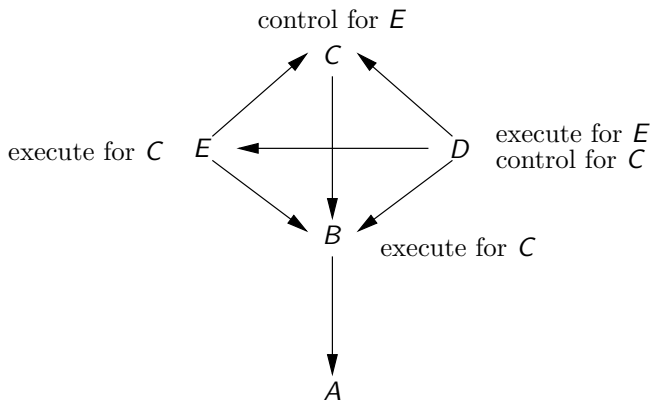 control for E
C
execute for C
E
D
execute for E
control for C
B
execute for C
A